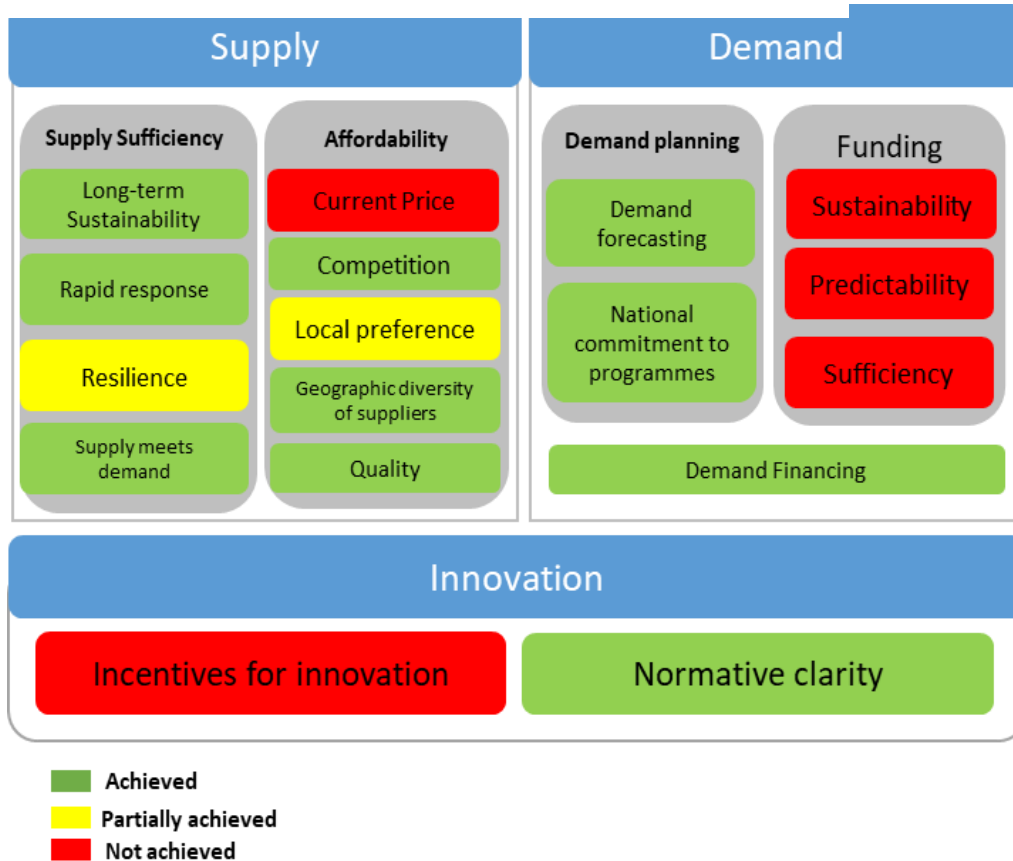 Supply
Supply Sufficiency
Long-term
Sustainability
Rapid response
Resilience
Supply meets
demand
Affordability
Current Price
Competition
Local preference
Geographic diversity
of suppliers
Quality
Demand
Demand planning
Demand
forecasting
National
commitment to
programmes
Funding
Sustainability
Predictability
Sufficiency
Demand Financing
Innovation
Incentives for innovation
Normative clarity
Achieved
Partially achieved
Not achieved